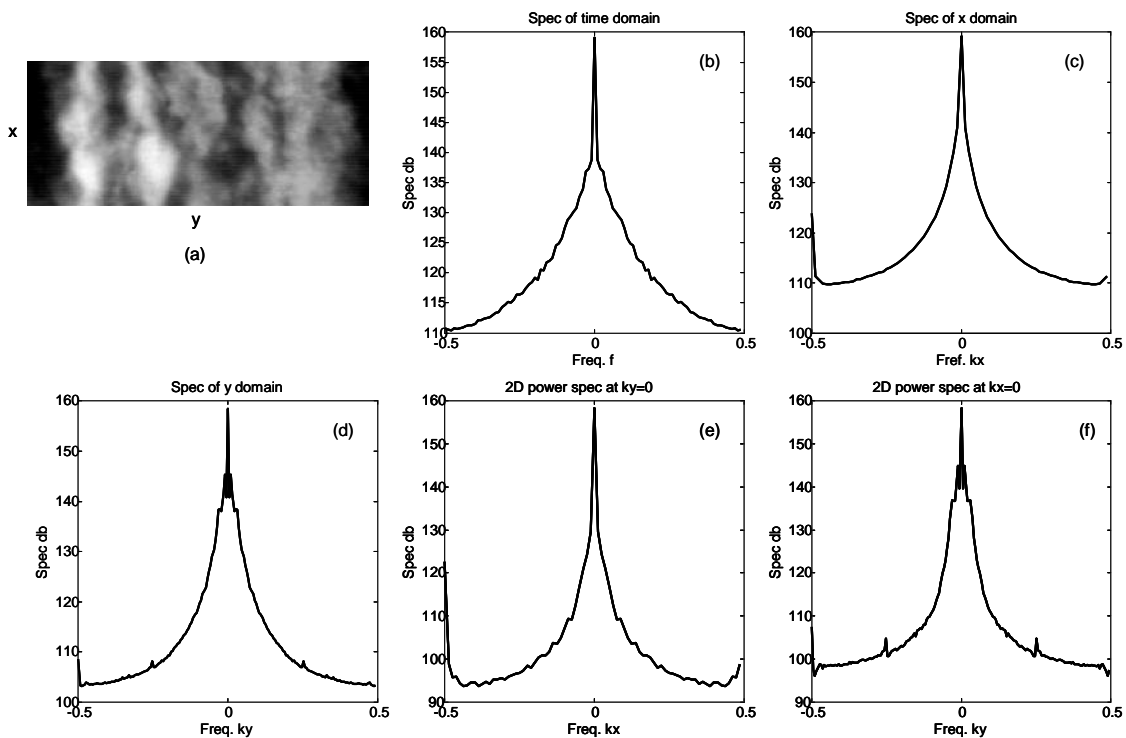 x
y
(a)
Spec of time domain
(b)
Spec db
160
155
150
145
140
135
130
125
120
115
110
-0.5
0
0.5
Freq. f
Spec of x domain
(c)
Spec db
160
150
140
130
120
110
100
-0.5
0
0.5
Fref. kx
Spec of y domain
(d)
Spec db
160
150
140
130
120
110
100
-0.5
0
0.5
Freq. ky
2D power spec at ky=0
(e)
Spec db
160
150
140
130
120
110
100
90
-0.5
0
0.5
Freq. kx
2D power spec at kx=0
(f)
Spec db
160
150
140
130
120
110
100
90
-0.5
0
0.5
Freq. ky